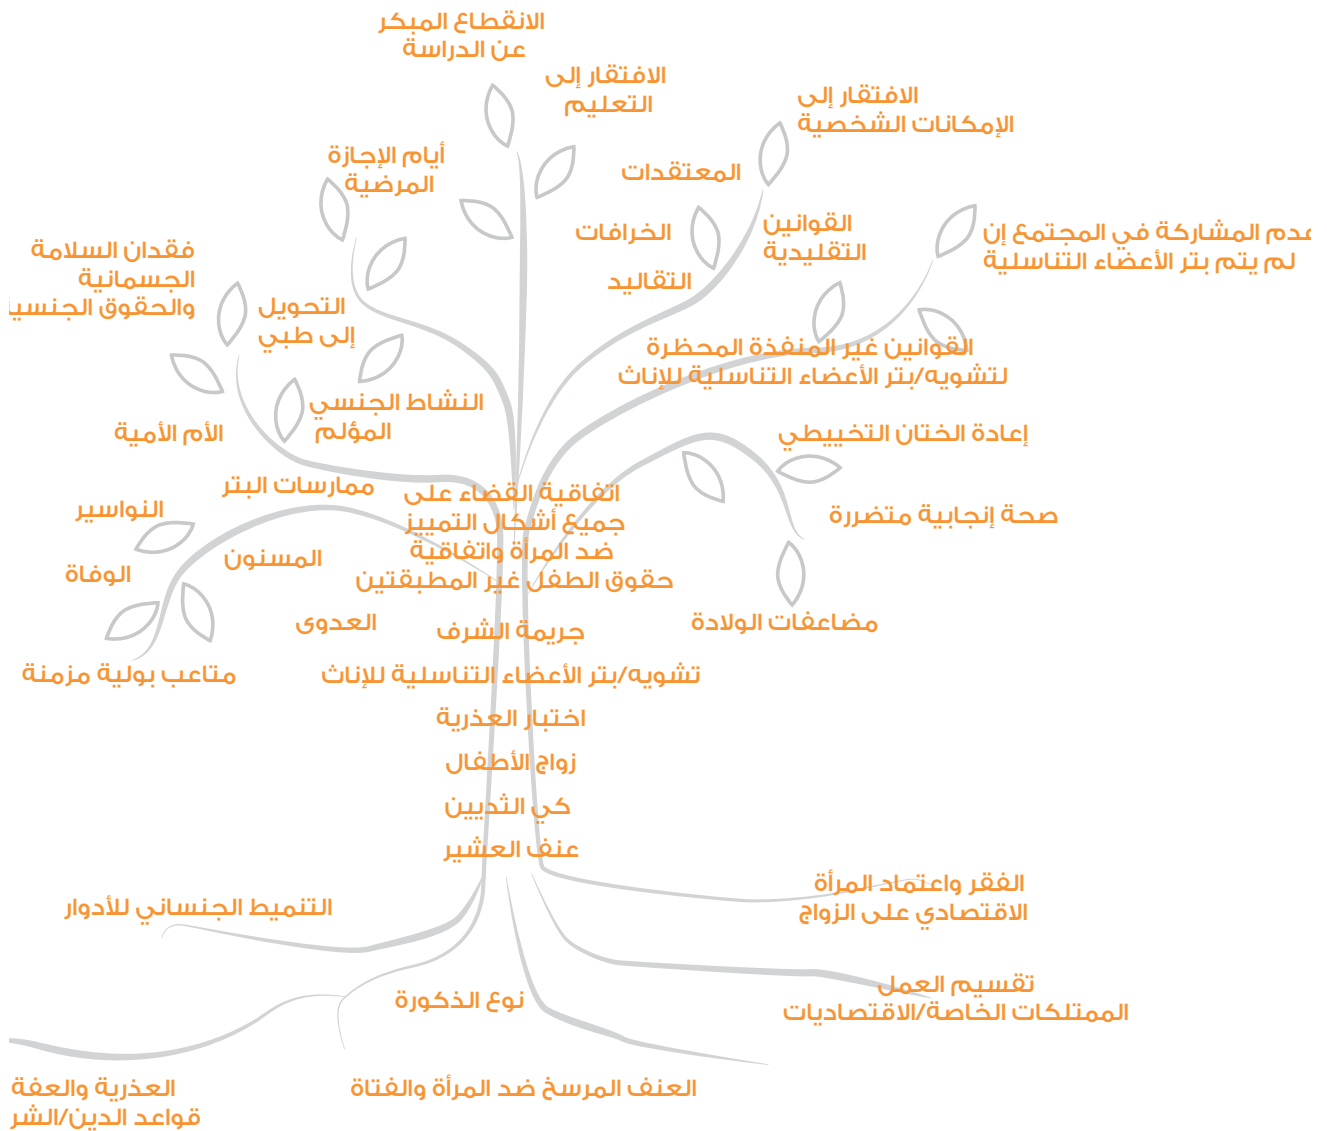 الانقطاع المبكر
عن الدراسة
الافتقار إلى
التعليم
الافتقار إلى
الإمكانات الشخصية
أيام الإجازة
المرضية
المعتقدات
الخرافات
القوانين
التقليدية
التقاليد
عدم المشاركة في المجتمع إن
لم يتم بتر الأعضاء التناسلية
فقدان السلامة
الجسمانية
والحقوق الجنسي
التحويل
إلى طبي
القوانين غير المنفذة المحظرة
لتشويه/بتر الأعضاء التناسلية للإناث
النشاط الجنسي
المؤلم
الأم الأمية
إعادة الختان التخييطي
ممارسات البتر
اتفاقية القضاء على
جميع أشكال التمييز
ضد المرأة واتفاقية
حقوق الطفل غير المطبقتين
النواسير
صحة إنجابية متضررة
المسنون
الوفاة
العدوى
جريمة الشرف
مضاعفات الولادة
متاعب بولية مزمنة
تشويه/بتر الأعضاء التناسلية للإناث
اختبار العذرية
زواج الأطفال
كي الثديين
عنف العشير
الفقر واعتماد المرأة
الاقتصادي على الزواج
التنميط الجنساني للأدوار
تقسيم العمل
الممتلكات الخاصة/الاقتصاديات
نوع الذكورة
العنف المرسخ ضد المرأة والفتاة
العذرية والعفة
قواعد الدين/الشر